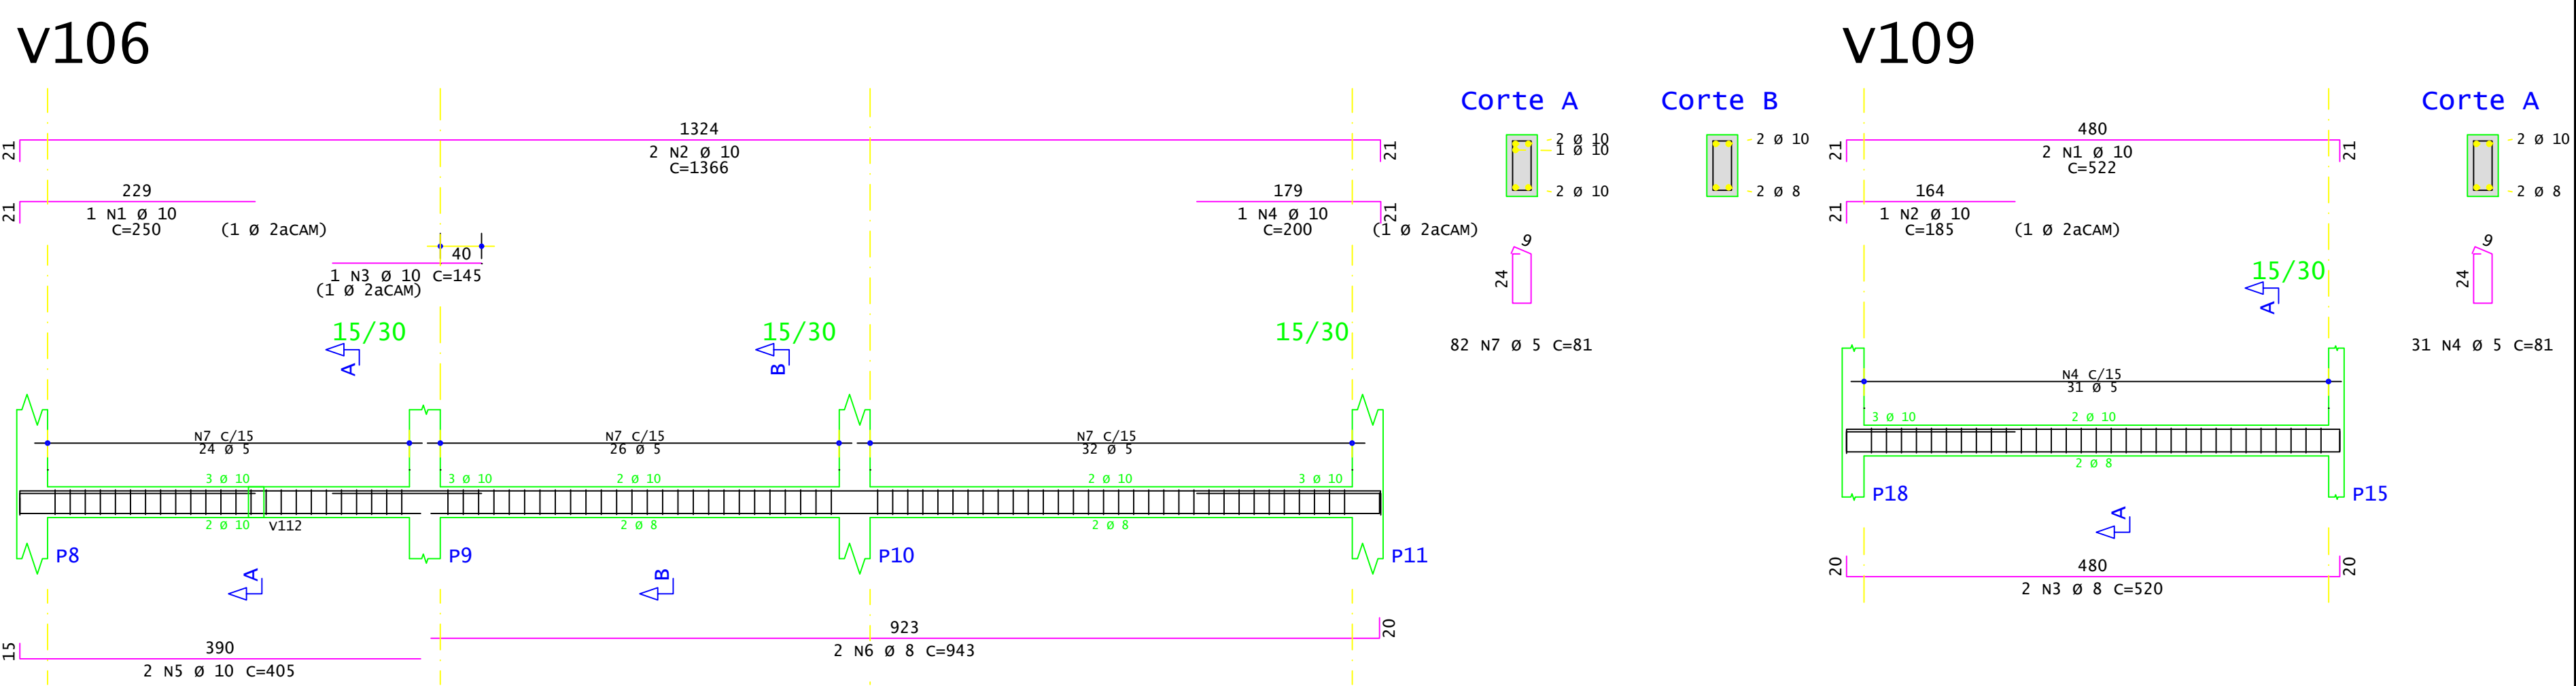 V106
1324
21
2 N2 Ø 10
C=1366
21
229
21
1 N1 Ø 10
C=250
(1 Ø 2aCAM)
179
1 N4 Ø 10
C=200
21
(1 Ø 2aCAM)
40
1 N3 Ø 10 C=145
(1 Ø 2aCAM)
15/30
15/30
15/30
A
B
N7 C/15
24 Ø 5
N7 C/15
26 Ø 5
N7 C/15
32 Ø 5
3 Ø 10
3 Ø 10
2 Ø 10
2 Ø 10
3 Ø 10
2 Ø 10
V112
2 Ø 8
2 Ø 8
P8
P9
P10
P11
A
B
390
15
2 N5 Ø 10 C=405
923
20
2 N6 Ø 8 C=943
Corte A
2 Ø 10
1 Ø 10
2 Ø 10
9
24
82 N7 Ø 5 C=81
Corte B
2 Ø 10
2 Ø 8
V109
480
21
2 N1 Ø 10
C=522
21
164
21
1 N2 Ø 10
C=185
(1 Ø 2aCAM)
15/30
A
N4 C/15
31 Ø 5
3 Ø 10
2 Ø 10
2 Ø 8
P18
P15
A
480
20
20
2 N3 Ø 8 C=520
Corte A
2 Ø 10
2 Ø 8
9
24
31 N4 Ø 5 C=81